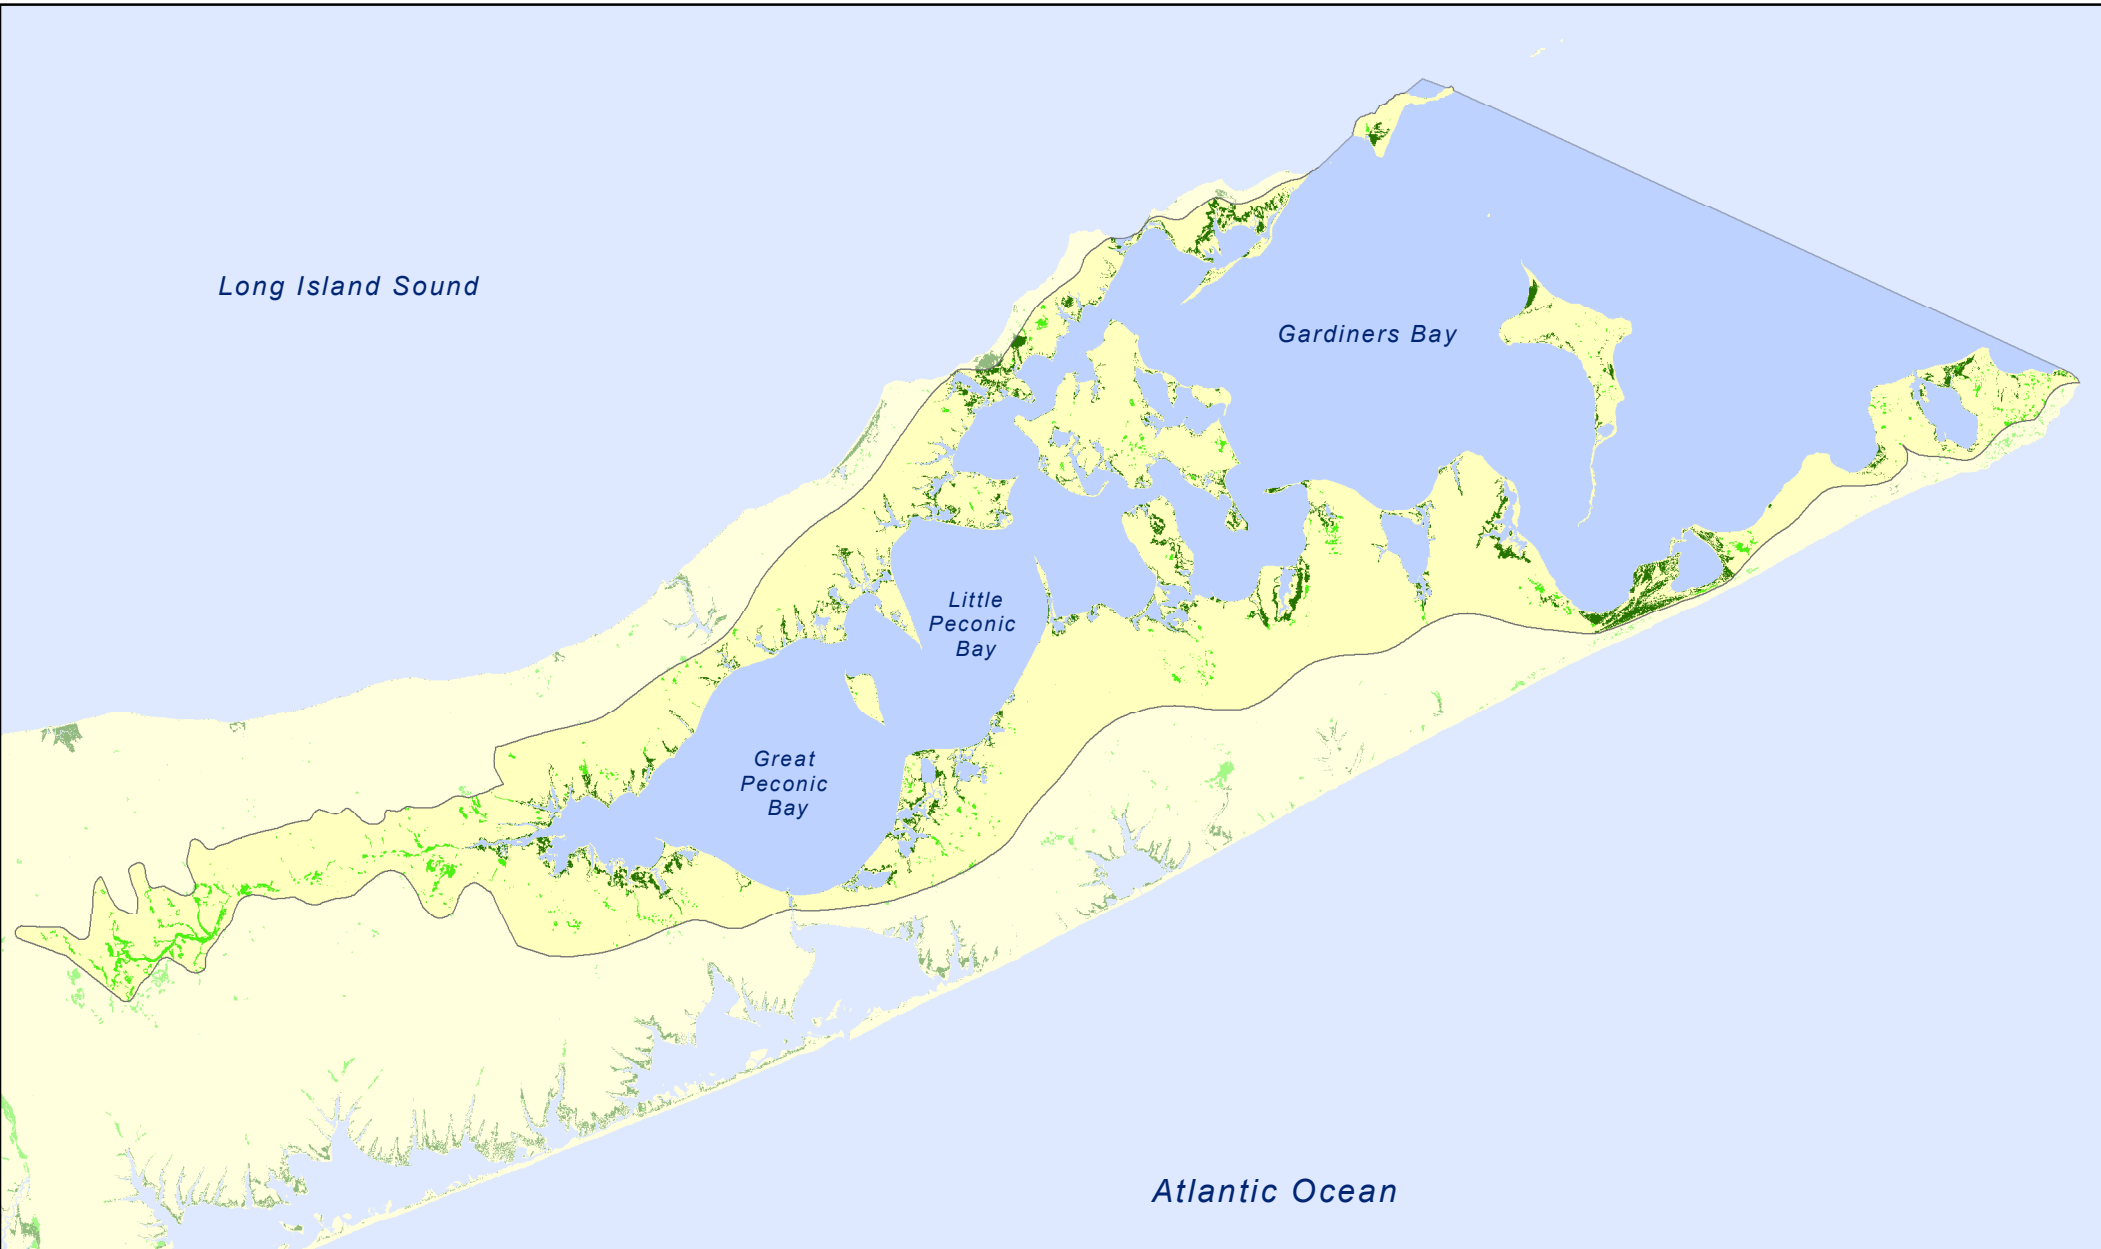 Long Island Sound
Gardiners Bay
Little
Peconic
Bay
Great
Peconic
Bay
Atlantic Ocean